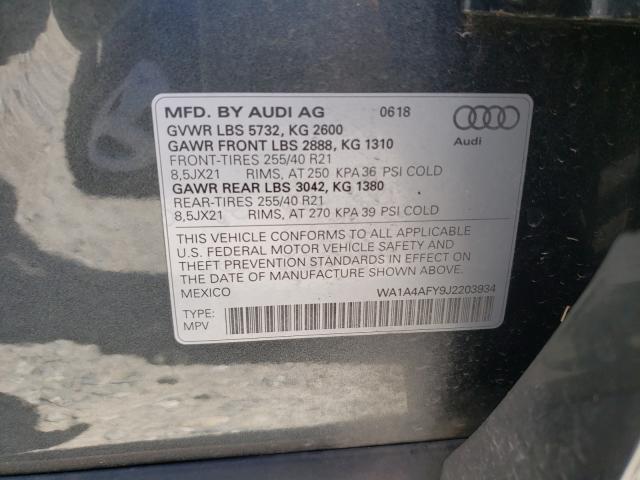 MFD. BY AUDI AG 0618
GVWR LBS 5732, KG 2600
GAWR FRONT LBS 2888, KG 1310
FRONT-TIRES 255/40 R21
8,5JX21 RIMS, AT 250 KPA 36 PSI COLD
GAWR REAR LBS 3042, KG 1380
REAR-TIRES 255/40 R21
8,5JX21 RIMS, AT 270 KPA 39 PSI COLD
Audi
THIS VEHICLE CONFORMS TO ALL APPLICABLE
U.S. FEDERAL MOTOR VEHICLE SAFETY AND
THEFT PREVENTION STANDARDS IN EFFECT ON
THE DATE OF MANUFACTURE SHOWN ABOVE.
MEXICO WA1A4AFY9J2203934
TYPE:
MPV